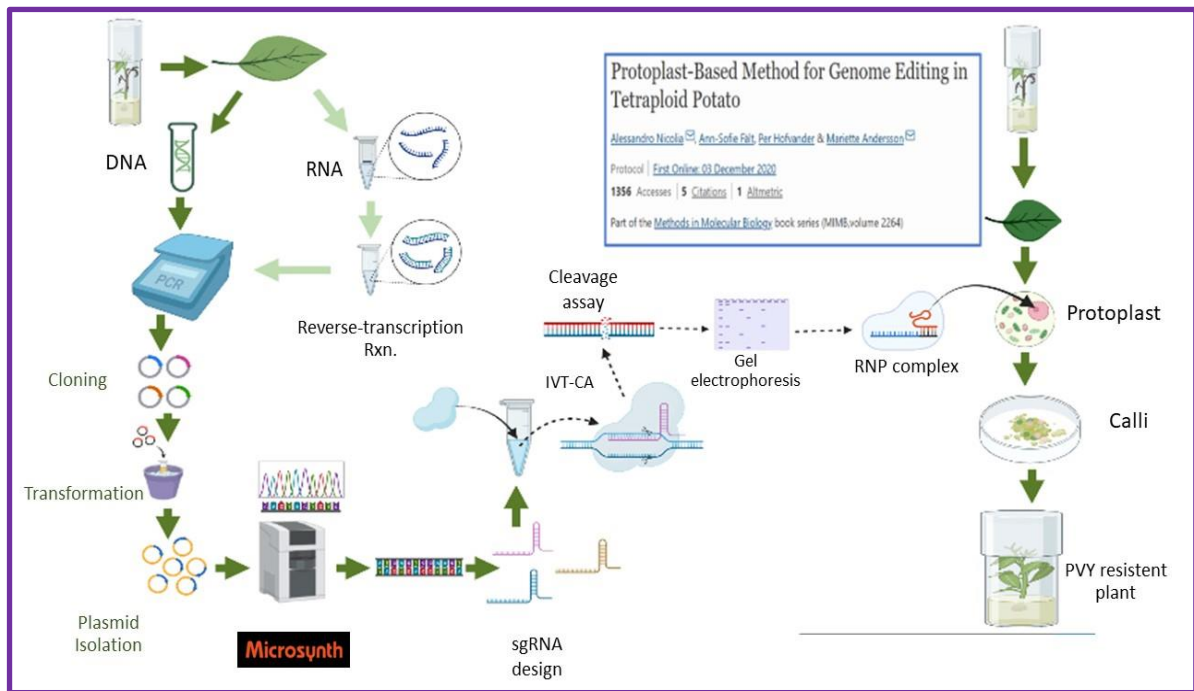 DNA
RNA
PCR
Reverse-transcription
Rxn.
Cloning
Transformation
Plasmid
Isolation
Microsynth
sgRNA
design
IVT-CA
Cleavage
assay
Gel
electrophoresis
RNP complex
Protoplast-Based Method for Genome Editing in
Tetraploid Potato
Alessandro Nicolia, Ann-Sofie Fält, Per Hofvander & Mariette Andersson
Protocol | First Online: 03 December 2020
1356 Accesses | 5 Citations | 1 Altmetric
Part of the Methods in Molecular Biology book series (MIMB,volume 2264)
Protoplast
Calli
PVY resistent
plant